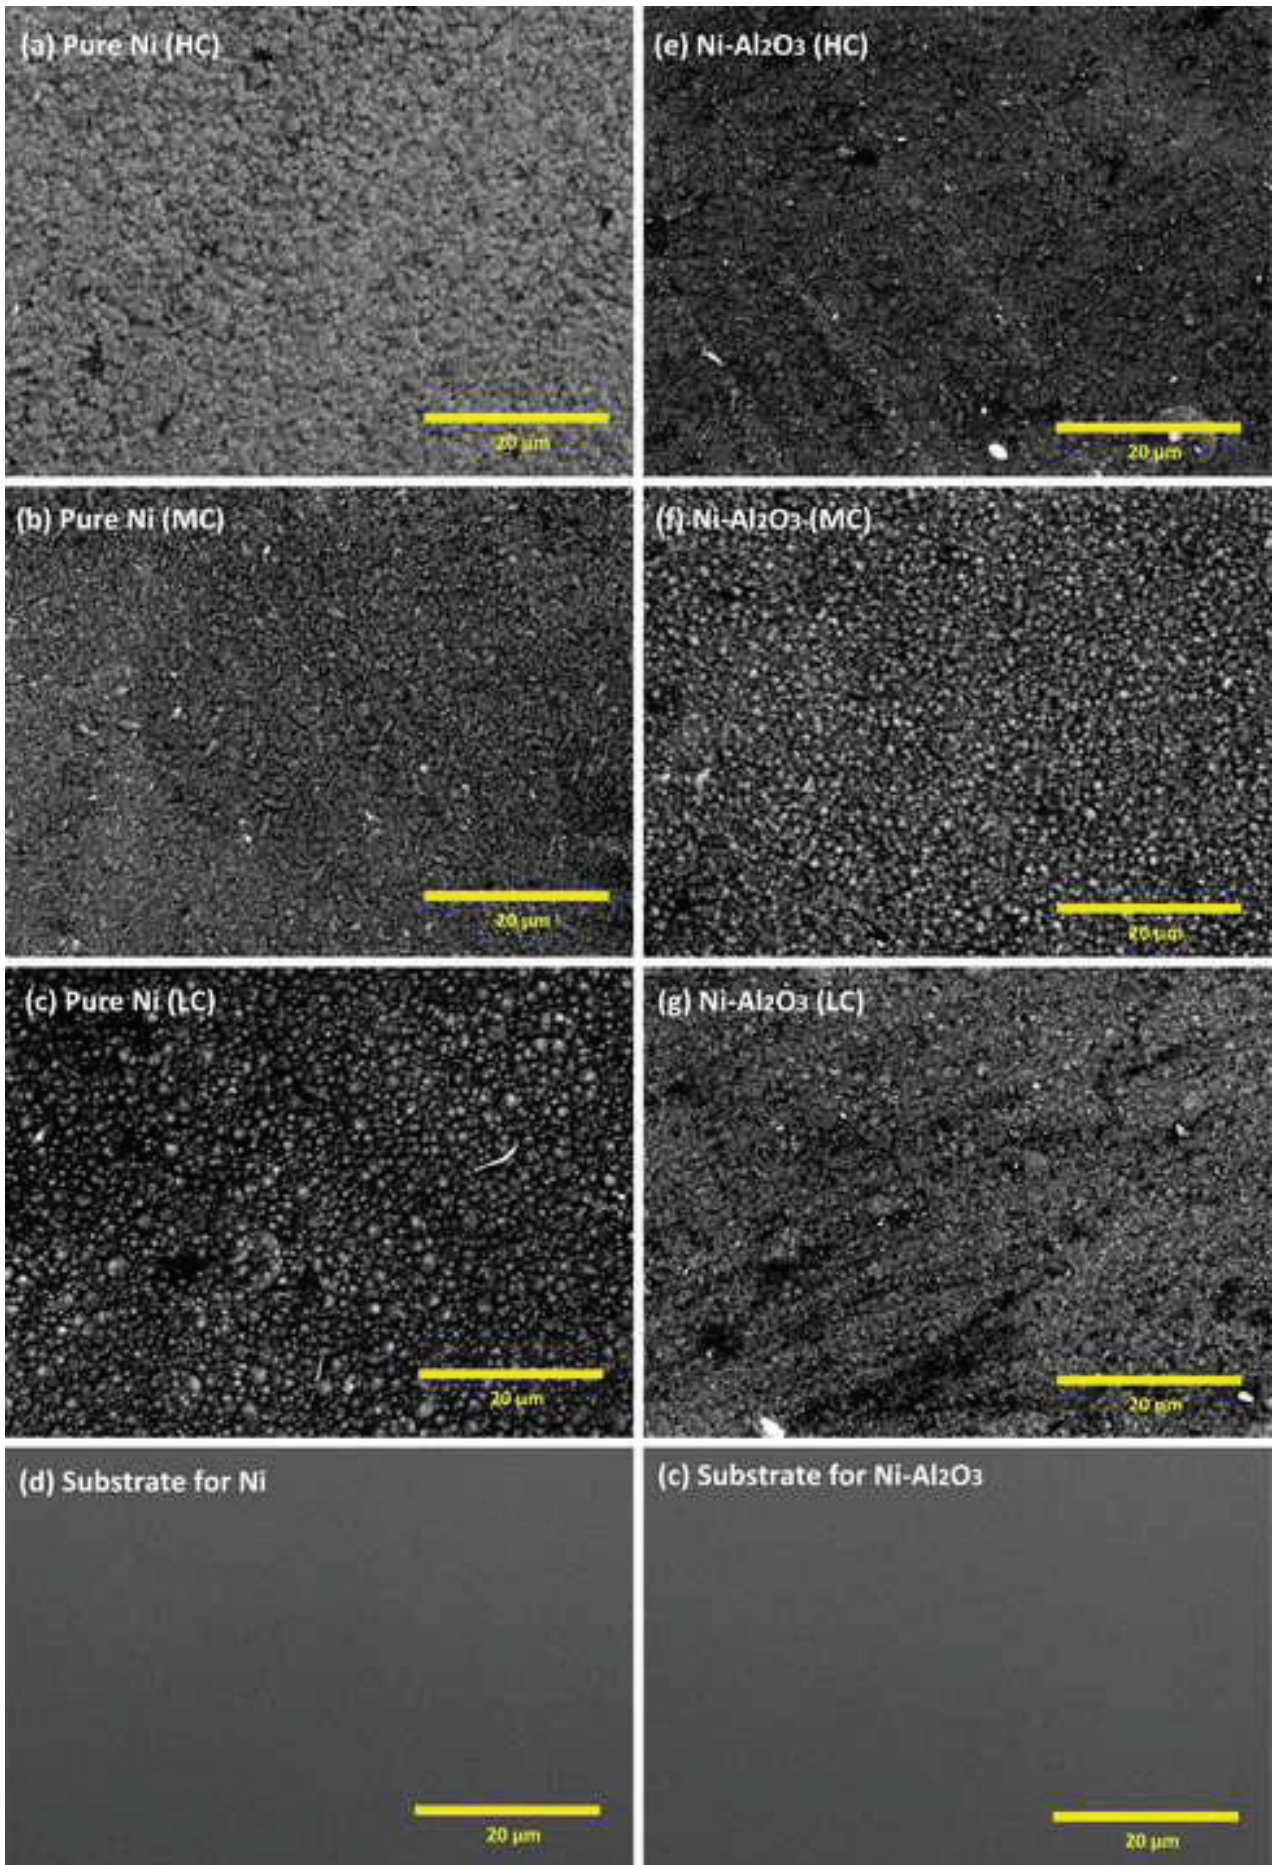 (a) Pure Ni (HC)
20 µm
(e) Ni-Al2O3 (HC)
20 µm
(b) Pure Ni (MC)
20 µm
(f) Ni-Al2O3 (MC)
20 µm
(c) Pure Ni (LC)
20 µm
(g) Ni-Al2O3 (LC)
20 µm
(d) Substrate for Ni
20 µm
(c) Substrate for Ni-Al2O3
20 µm